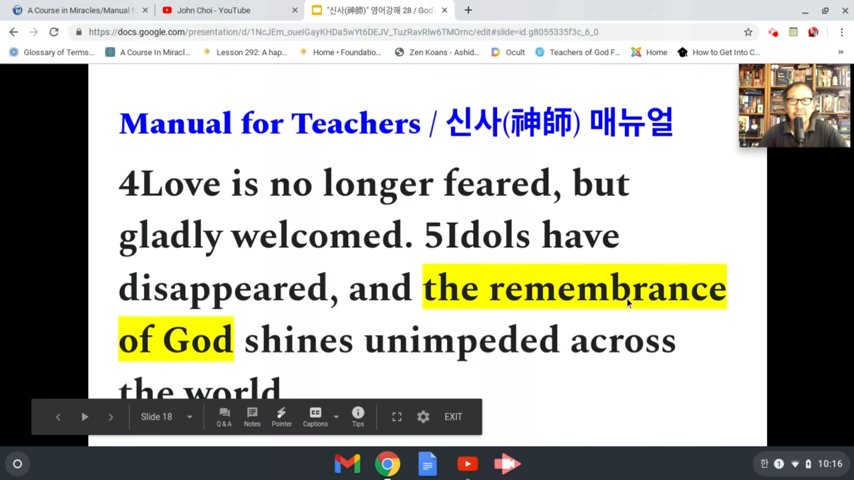 A Course in Miracles/Manual f
John Choi - YouTube
"신사(神師)" 영어강해 28 / God
https://docs.google.com/presentation/d/1NcJEm_oueIGayKHDa5wYt6DEJV_TuzRavRlw6TMOrnc/edit#slide=id.g8055335f3c_6_0
Glossary of Terms...
A Course In Miracl...
Lesson 292: A hap...
Home • Foundatio...
Zen Koans - Ashid...
Ocult
Teachers of God F...
Home
How to Get Into C...
»
Manual for Teachers / 신사(神師) 매뉴얼
4Love is no longer feared, but
gladly welcomed. 5Idols have
disappeared, and the remembrance
of God shines unimpeded across
the world
Slide 18
Q & A
Notes
Pointer
Captions
Tips
EXIT
한
1
10:16